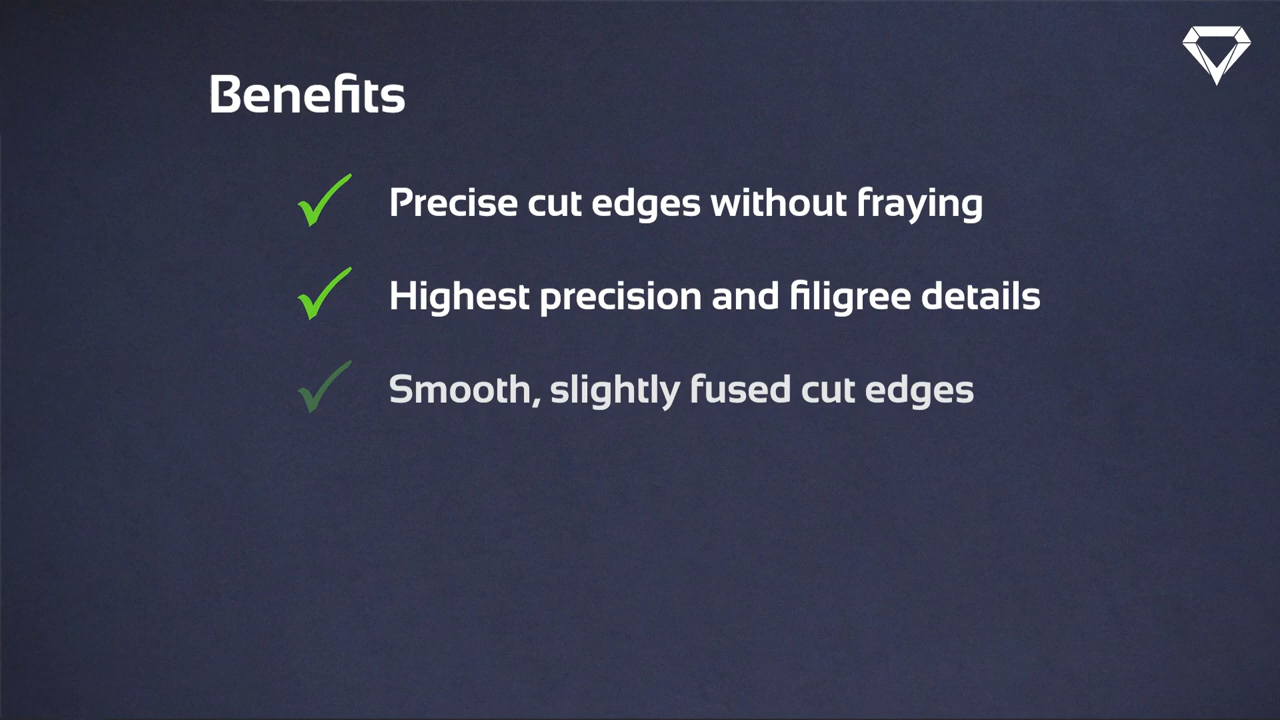 Benefits
Precise cut edges without fraying
Highest precision and filigree details
Smooth, slightly fused cut edges